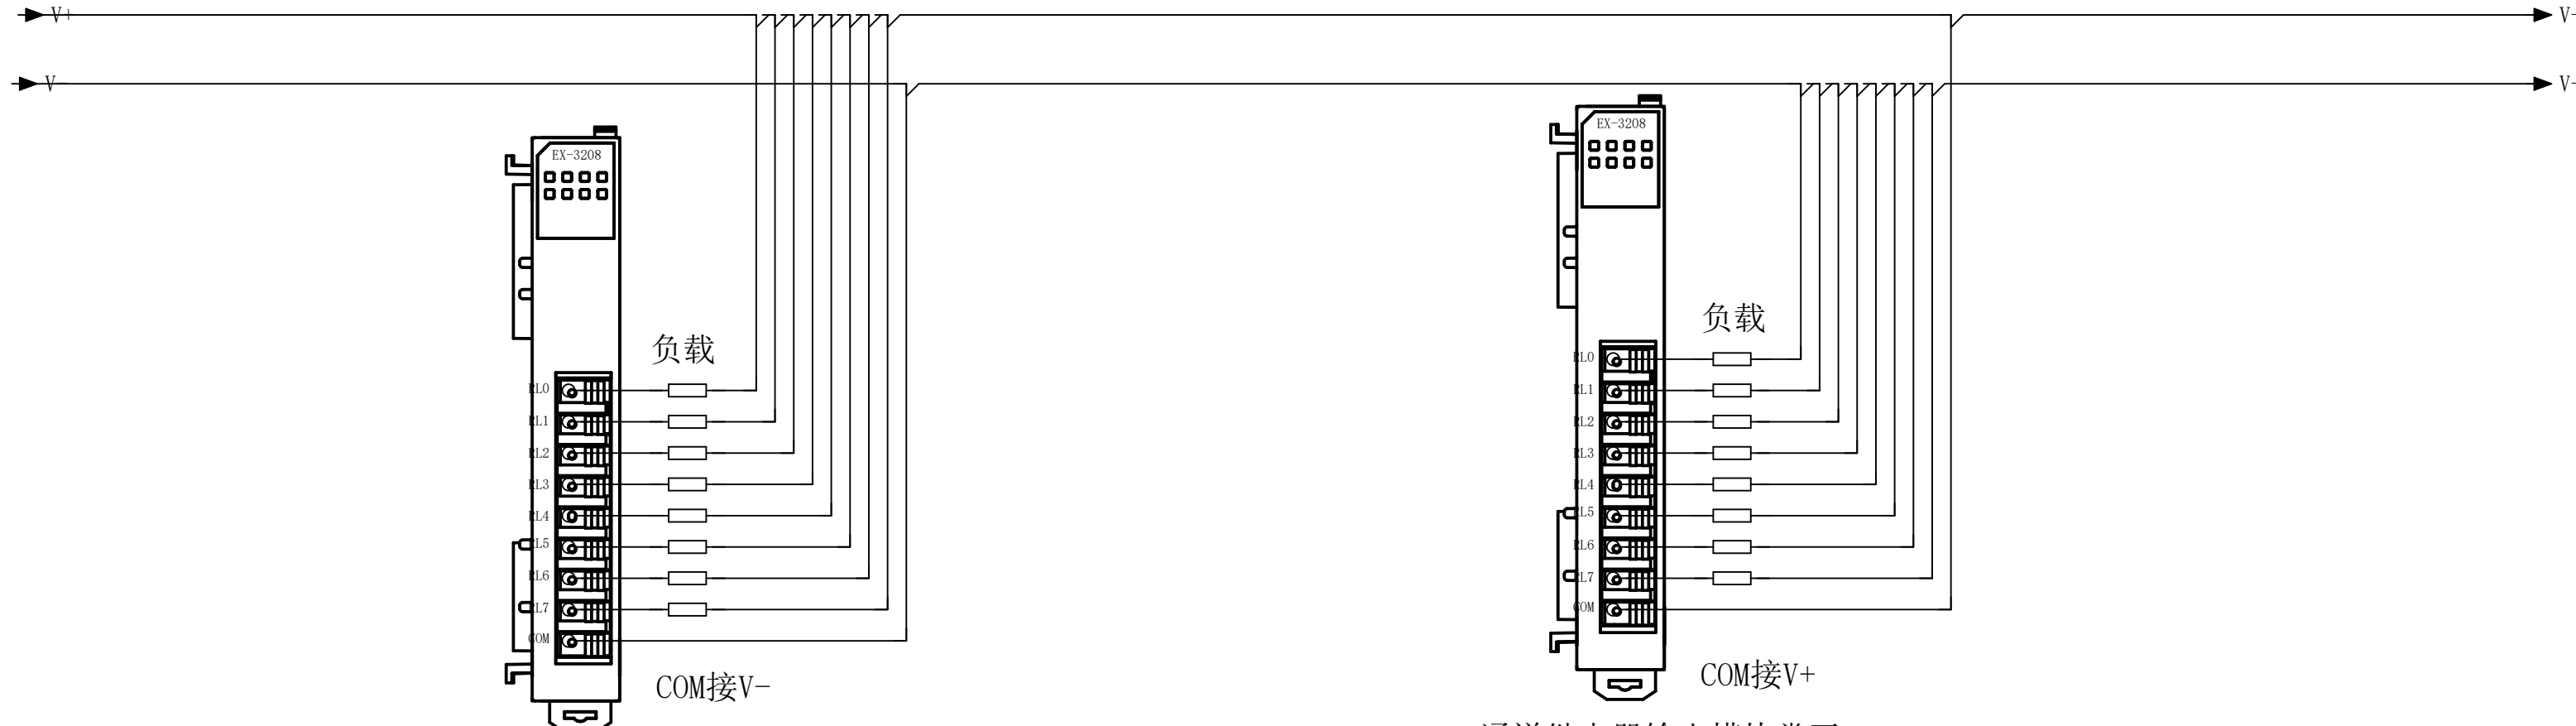 V+
V-
EX-3208
负载
RL0
RL1
RL2
RL3
RL4
RL5
RL6
RL7
COM
COM接V-
EX-3208
负载
RL0
RL1
RL2
RL3
RL4
RL5
RL6
RL7
COM
COM接V+